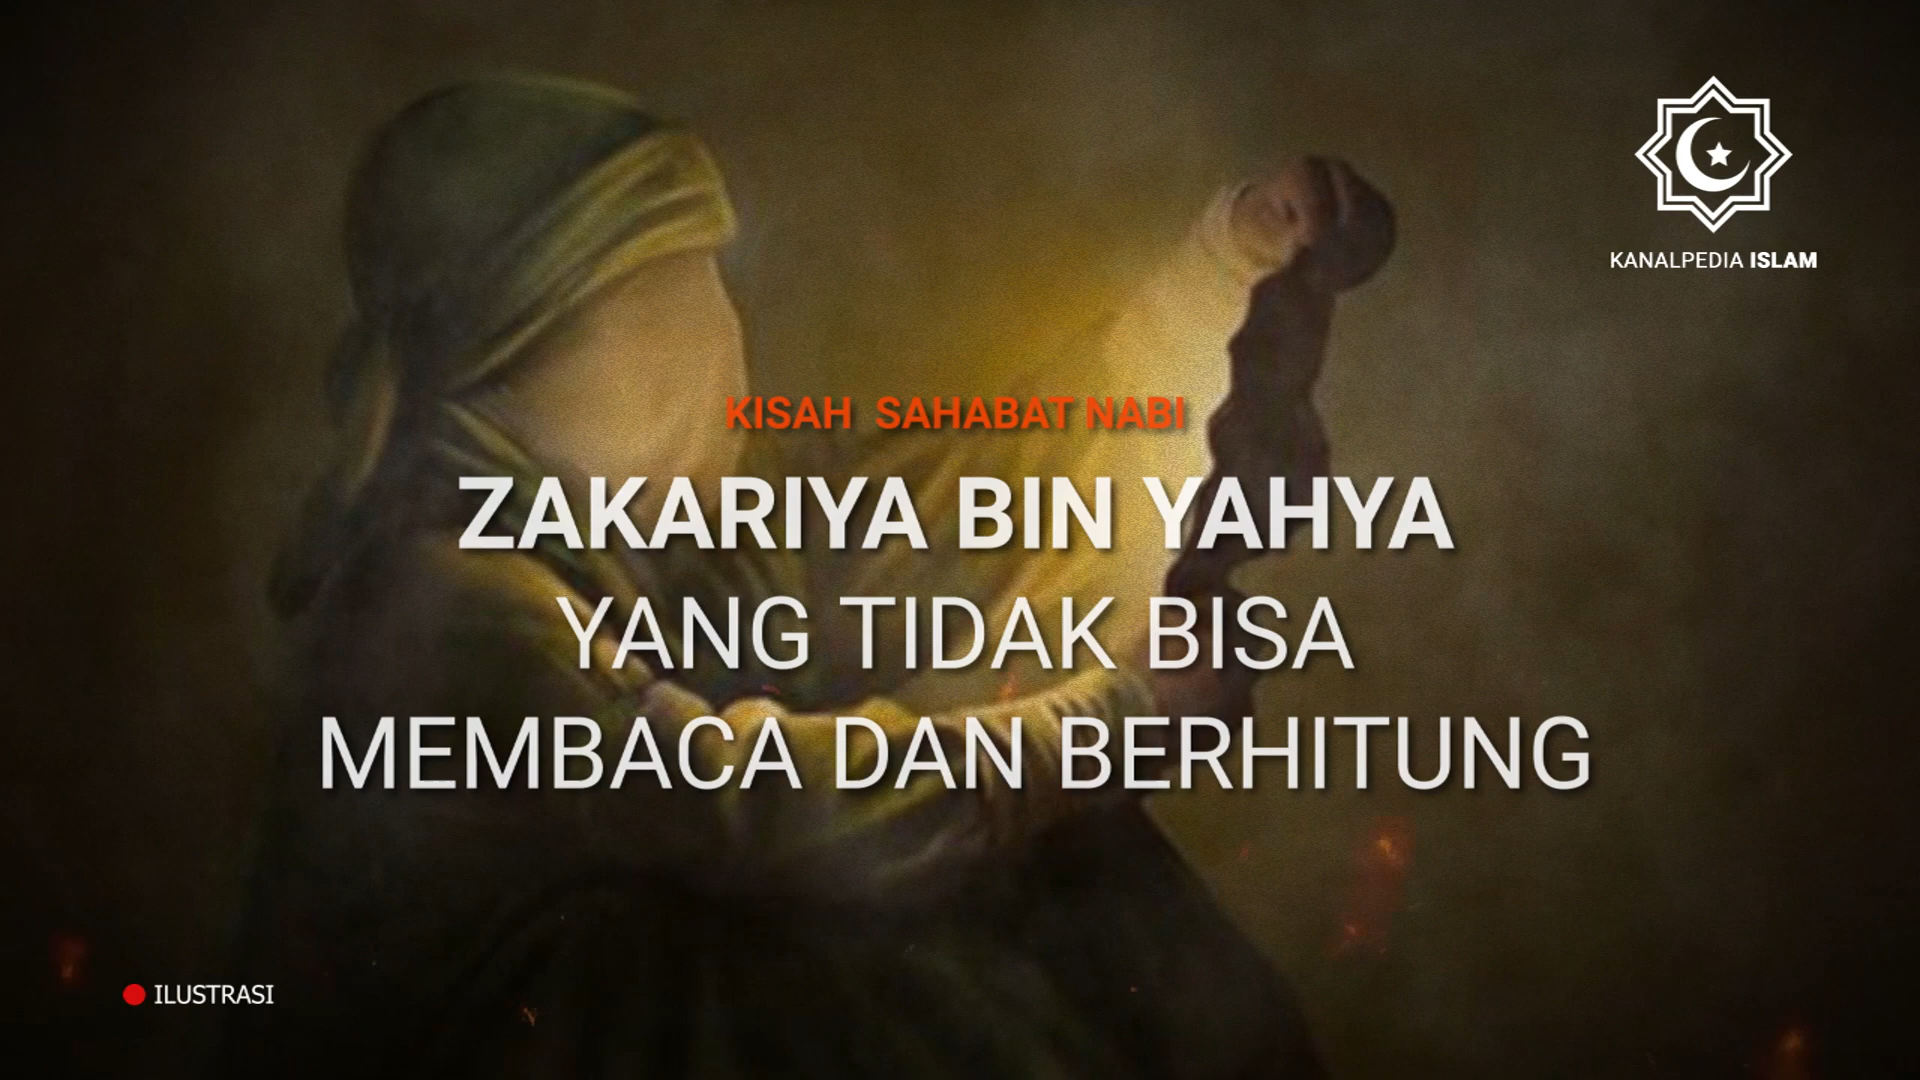 KANALPEDIA ISLAM
KISAH SAHABAT NABI
ZAKARIYA BIN YAHYA
YANG TIDAK BISA
MEMBACA DAN BERHITUNG
ILUSTRASI